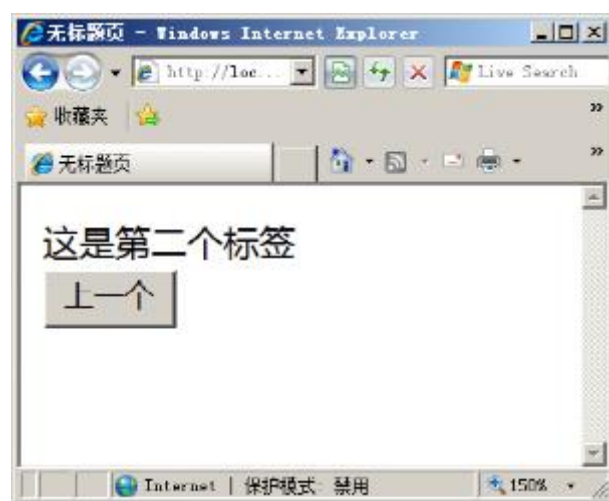 无标题页 - Windows Internet Explorer
http://loc... Live Search
收藏夹
无标题页
这是第二个标签
上一个
Internet | 保护模式: 禁用 150%